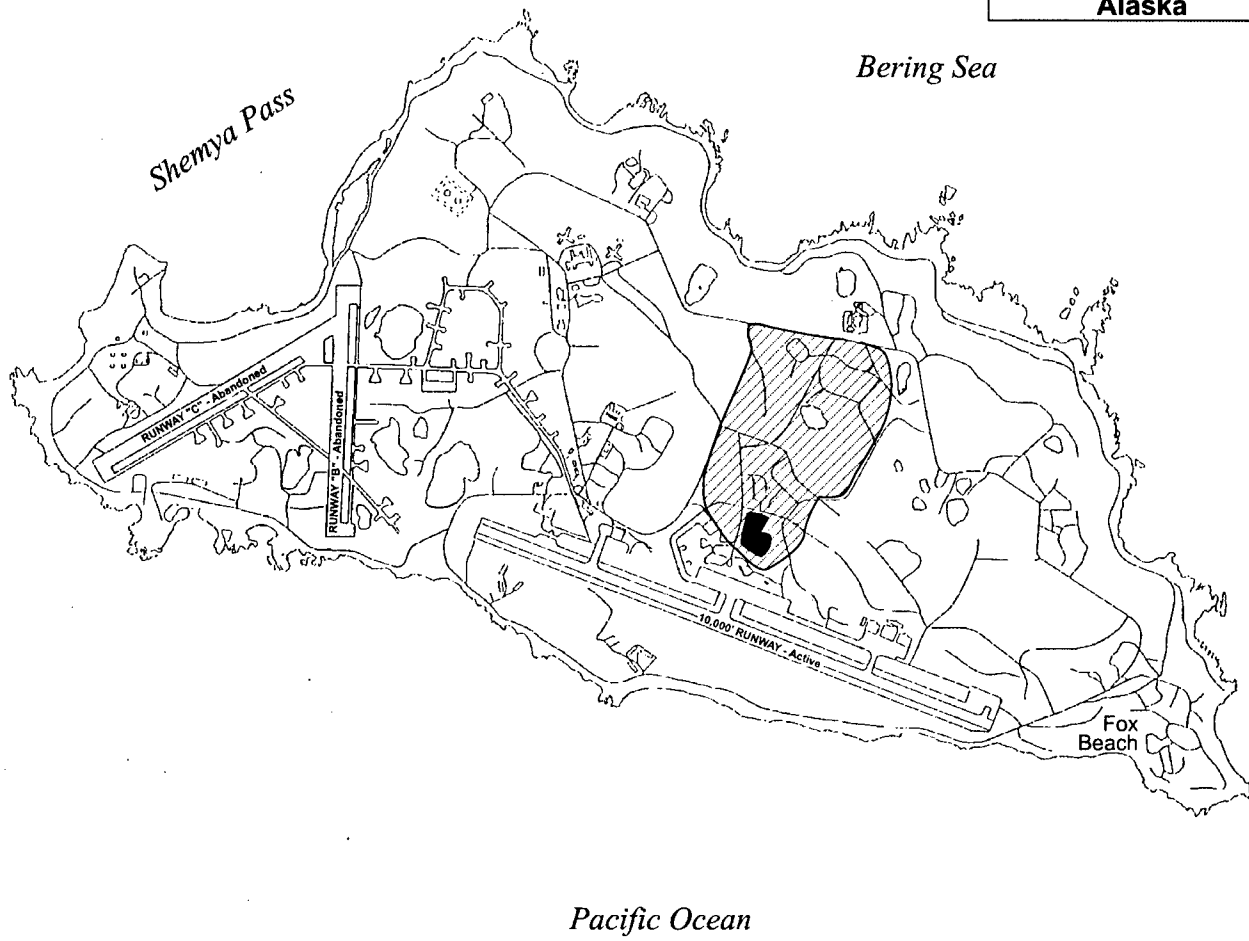 Alaska
Bering Sea
Shemya Pass
RUNWAY "C" - Abandoned
RUNWAY "B" - Abandoned
10,000' RUNWAY - Active
Fox
Beach
Pacific Ocean